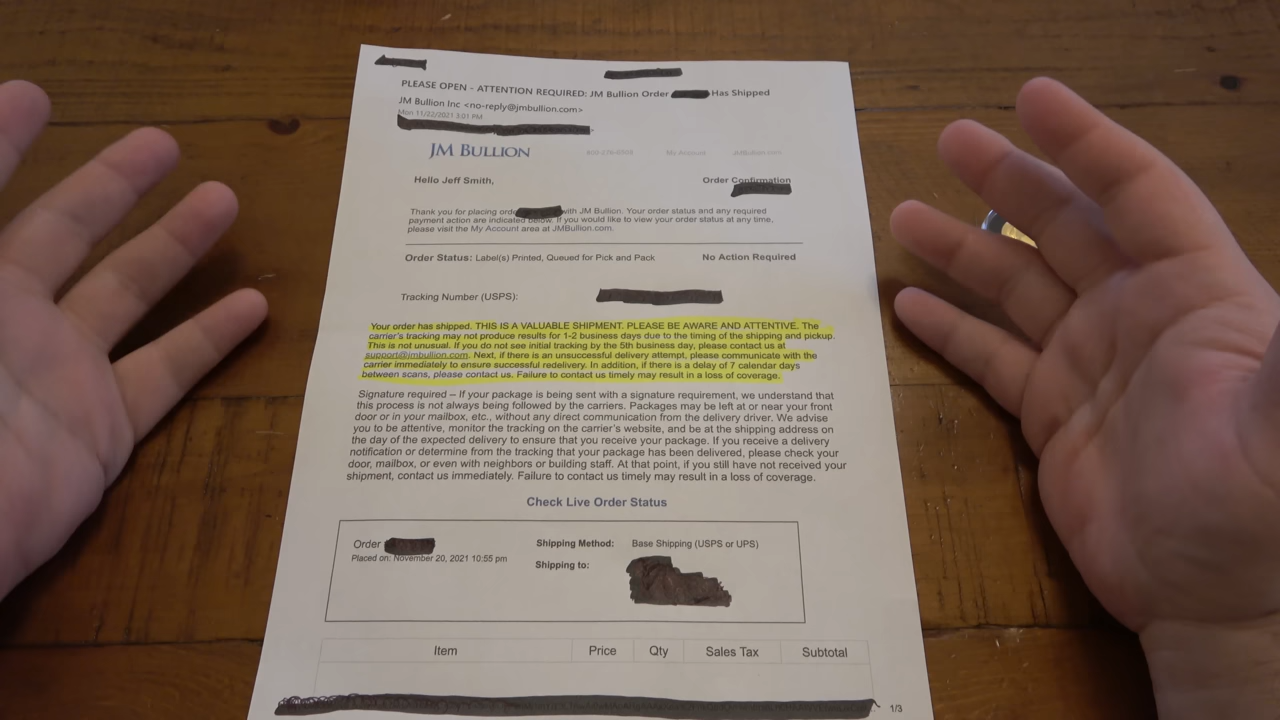 PLEASE OPEN - ATTENTION REQUIRED: JM Bullion Order Has Shipped
JM Bullion Inc <no-reply@jmbullion.com>
Mon 11/22/2021 3:01 PM
JM BULLION
800-276-6508 My Account JMBullion.com
Hello Jeff Smith,
Order Confirmation
Thank you for placing order with JM Bullion. Your order status and any required
payment action are indicated below. If you would like to view your order status at any time,
please visit the My Account area at JMBullion.com.
Order Status: Label(s) Printed, Queued for Pick and Pack No Action Required
Tracking Number (USPS):
Your order has shipped. THIS IS A VALUABLE SHIPMENT. PLEASE BE AWARE AND ATTENTIVE. The
carrier's tracking may not produce results for 1-2 business days due to the timing of the shipping and pickup.
This is not unusual. If you do not see initial tracking by the 5th business day, please contact us at
support@jmbullion.com. Next, if there is an unsuccessful delivery attempt, please communicate with the
carrier immediately to ensure successful redelivery. In addition, if there is a delay of 7 calendar days
between scans, please contact us. Failure to contact us timely may result in a loss of coverage.
Signature required – If your package is being sent with a signature requirement, we understand that
this process is not always being followed by the carriers. Packages may be left at or near your front
door or in your mailbox, etc., without any direct communication from the delivery driver. We advise
you to be attentive, monitor the tracking on the carrier's website, and be at the shipping address on
the day of the expected delivery to ensure that you receive your package. If you receive a delivery
notification or determine from the tracking that your package has been delivered, please check your
door, mailbox, or even with neighbors or building staff. At that point, if you still have not received your
shipment, contact us immediately. Failure to contact us timely may result in a loss of coverage.
Check Live Order Status
Order
Placed on: November 20, 2021 10:55 pm
Shipping Method: Base Shipping (USPS or UPS)
Shipping to:
Item Price Qty Sales Tax Subtotal
1/3